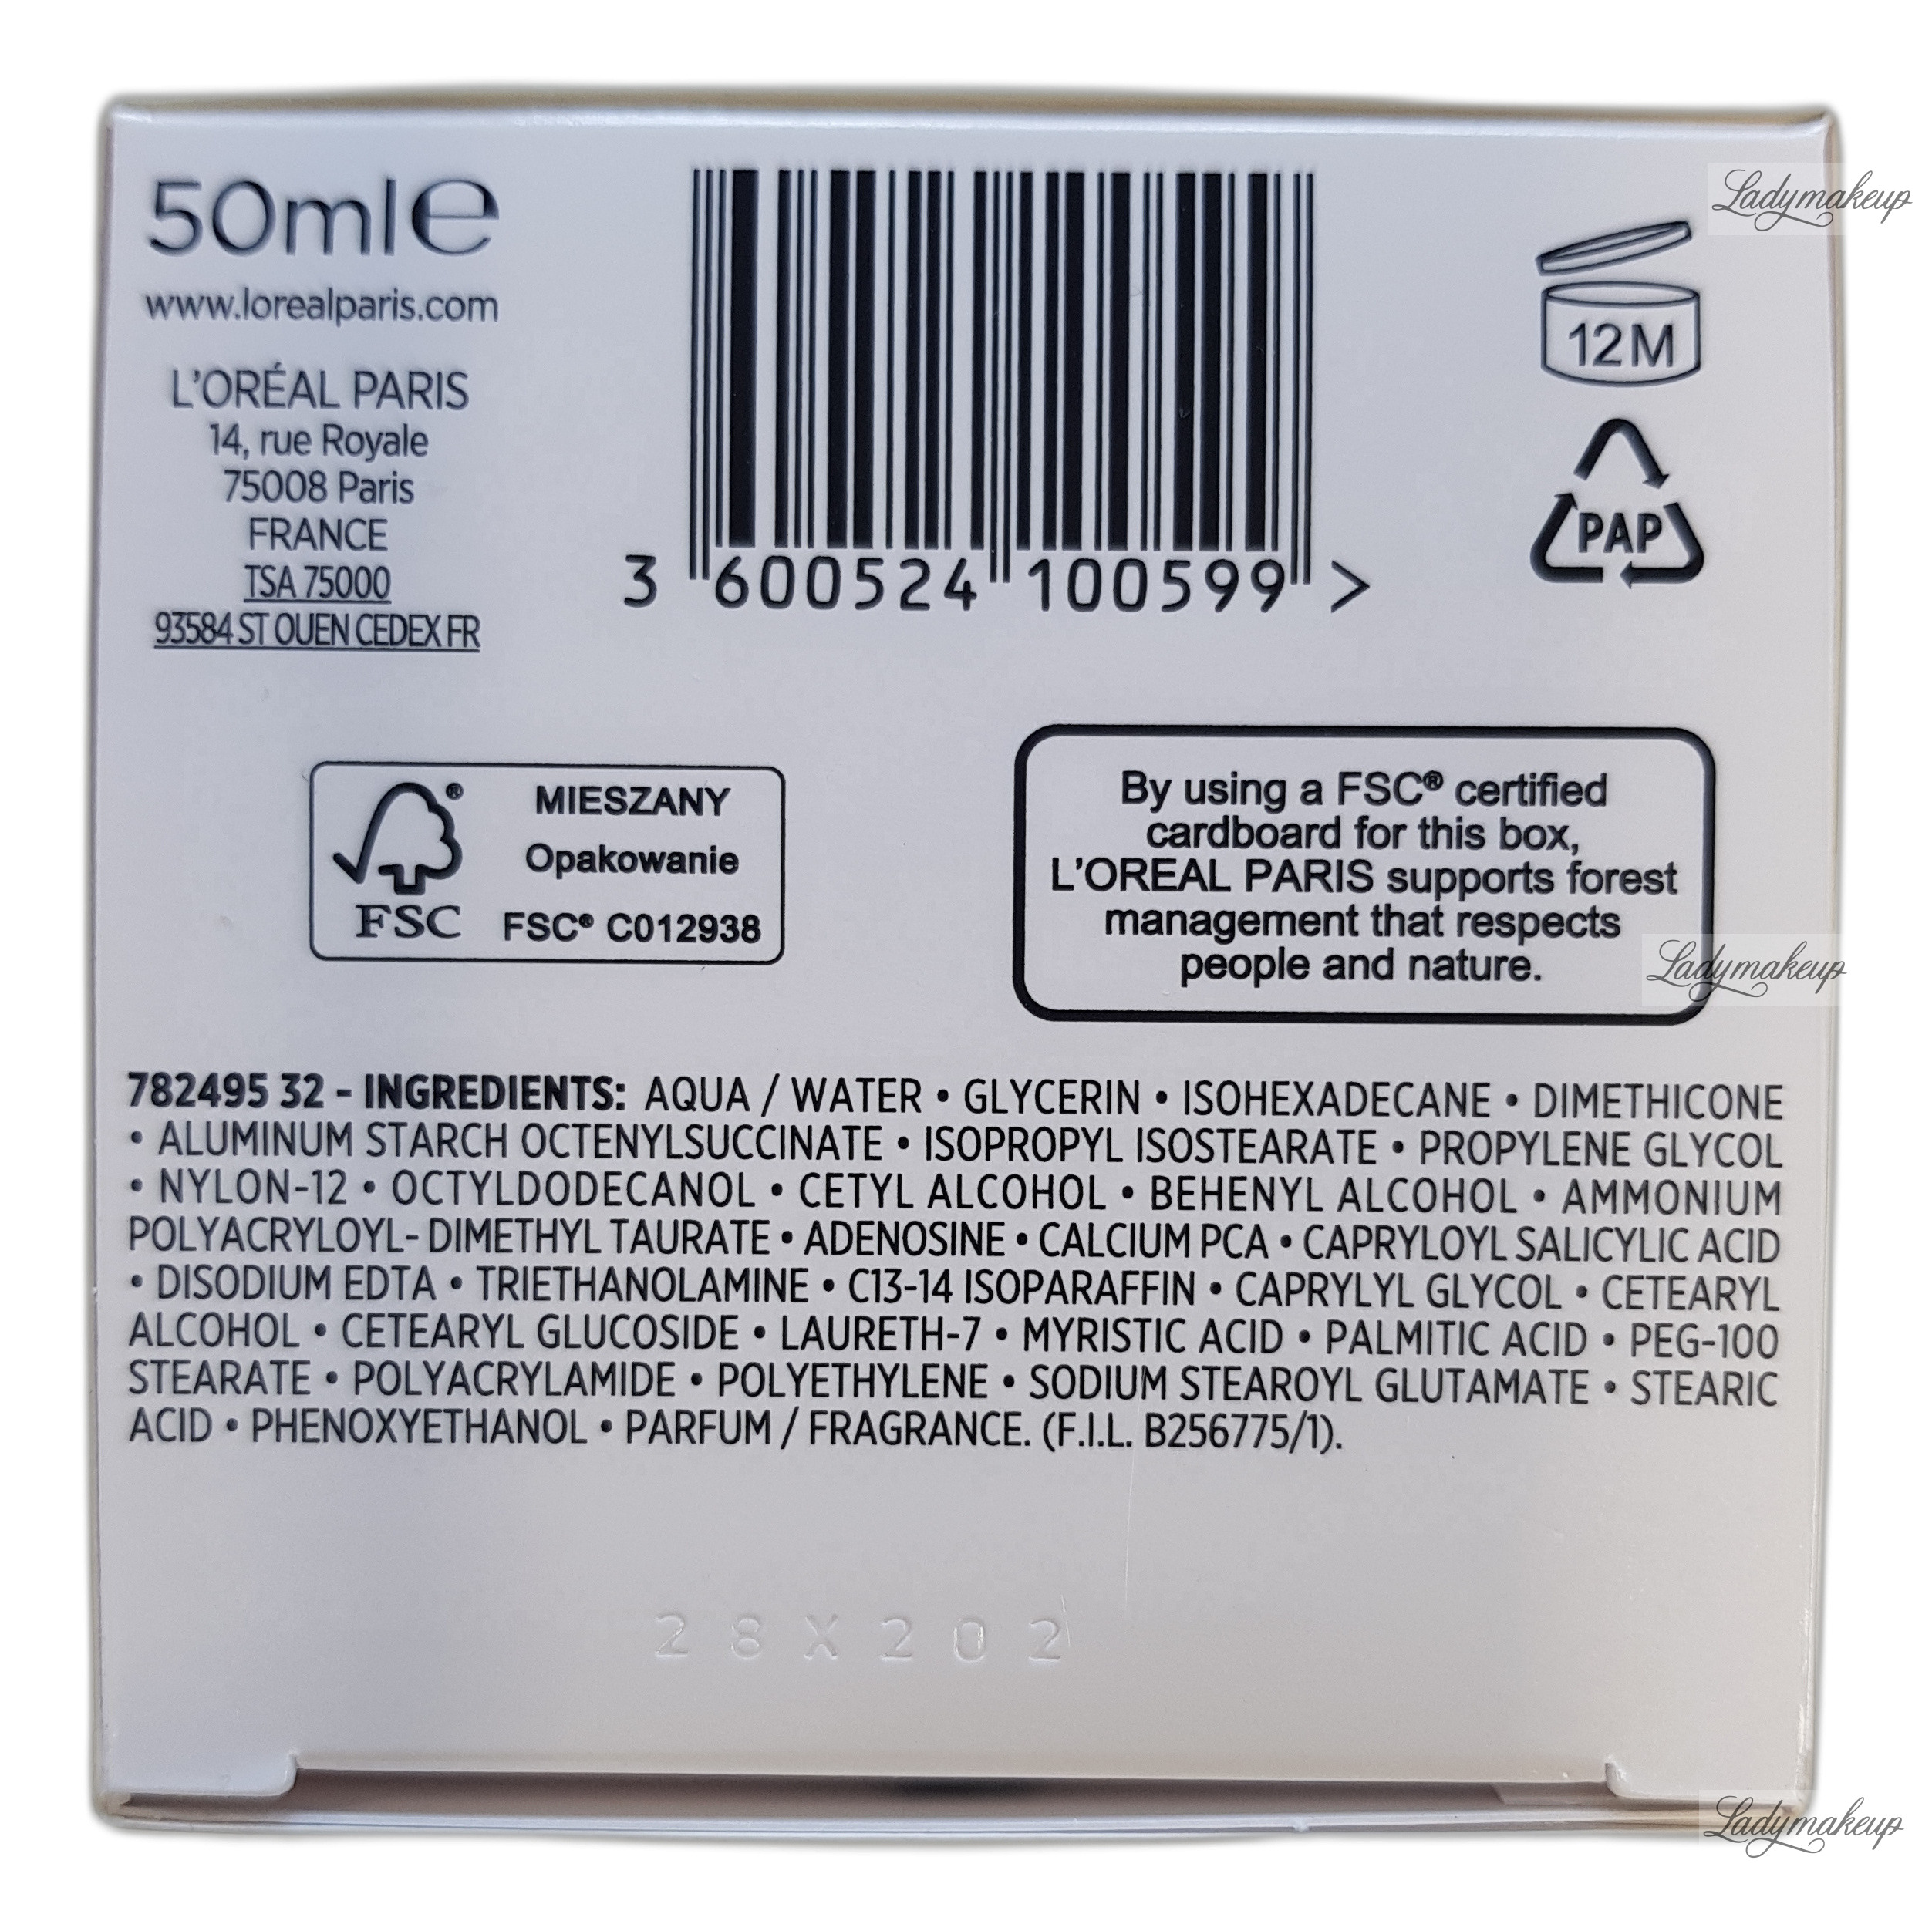 50ml℮
www.lorealparis.com
L'ORÉAL PARIS
14, rue Royale
75008 Paris
FRANCE
TSA 75000
93584 ST OUEN CEDEX FR
3 600524 100599 >
Ladymakeup
12M
PAP
FSC®
MIESZANY
Opakowanie
FSC® C012938
By using a FSC® certified
cardboard for this box,
L'OREAL PARIS supports forest
management that respects
people and nature.
Ladymakeup
782495 32 - INGREDIENTS: AQUA / WATER • GLYCERIN • ISOHEXADECANE • DIMETHICONE
• ALUMINUM STARCH OCTENYLSUCCINATE • ISOPROPYL ISOSTEARATE • PROPYLENE GLYCOL
• NYLON-12 • OCTYLDODECANOL • CETYL ALCOHOL • BEHENYL ALCOHOL • AMMONIUM
POLYACRYLOYL- DIMETHYL TAURATE • ADENOSINE • CALCIUM PCA • CAPRYLOYL SALICYLIC ACID
• DISODIUM EDTA • TRIETHANOLAMINE • C13-14 ISOPARAFFIN • CAPRYLYL GLYCOL • CETEARYL
ALCOHOL • CETEARYL GLUCOSIDE • LAURETH-7 • MYRISTIC ACID • PALMITIC ACID • PEG-100
STEARATE • POLYACRYLAMIDE • POLYETHYLENE • SODIUM STEAROYL GLUTAMATE • STEARIC
ACID • PHENOXYETHANOL • PARFUM / FRAGRANCE. (F.I.L. B256775/1).
28X202
Ladymakeup